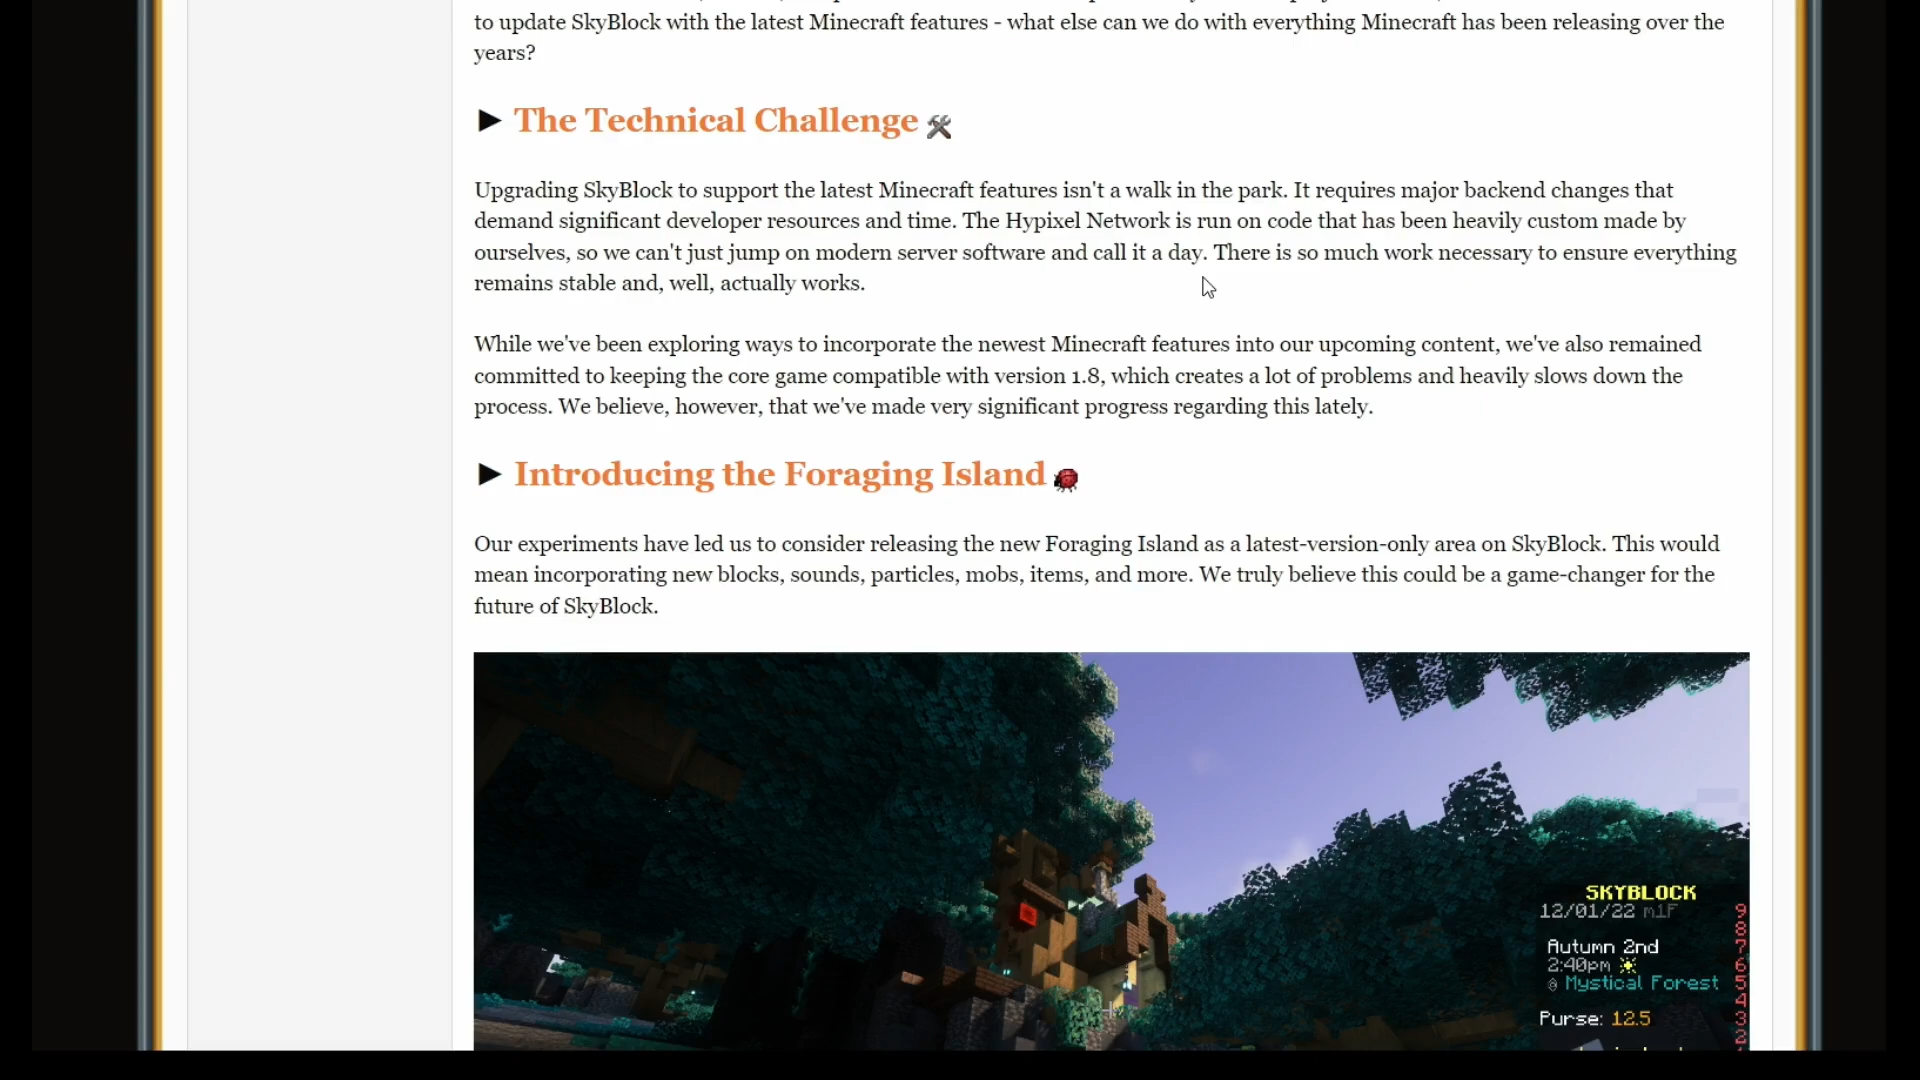 to update SkyBlock with the latest Minecraft features - what else can we do with everything Minecraft has been releasing over the
years?
► The Technical Challenge
Upgrading SkyBlock to support the latest Minecraft features isn't a walk in the park. It requires major backend changes that
demand significant developer resources and time. The Hypixel Network is run on code that has been heavily custom made by
ourselves, so we can't just jump on modern server software and call it a day. There is so much work necessary to ensure everything
remains stable and, well, actually works.
While we've been exploring ways to incorporate the newest Minecraft features into our upcoming content, we've also remained
committed to keeping the core game compatible with version 1.8, which creates a lot of problems and heavily slows down the
process. We believe, however, that we've made very significant progress regarding this lately.
► Introducing the Foraging Island
Our experiments have led us to consider releasing the new Foraging Island as a latest-version-only area on SkyBlock. This would
mean incorporating new blocks, sounds, particles, mobs, items, and more. We truly believe this could be a game-changer for the
future of SkyBlock.
SKYBLOCK
12/01/22 m1F 9
8
Autumn 2nd 7
2:40pm 6
Mystical Forest 5
4
Purse: 12.5 3
2